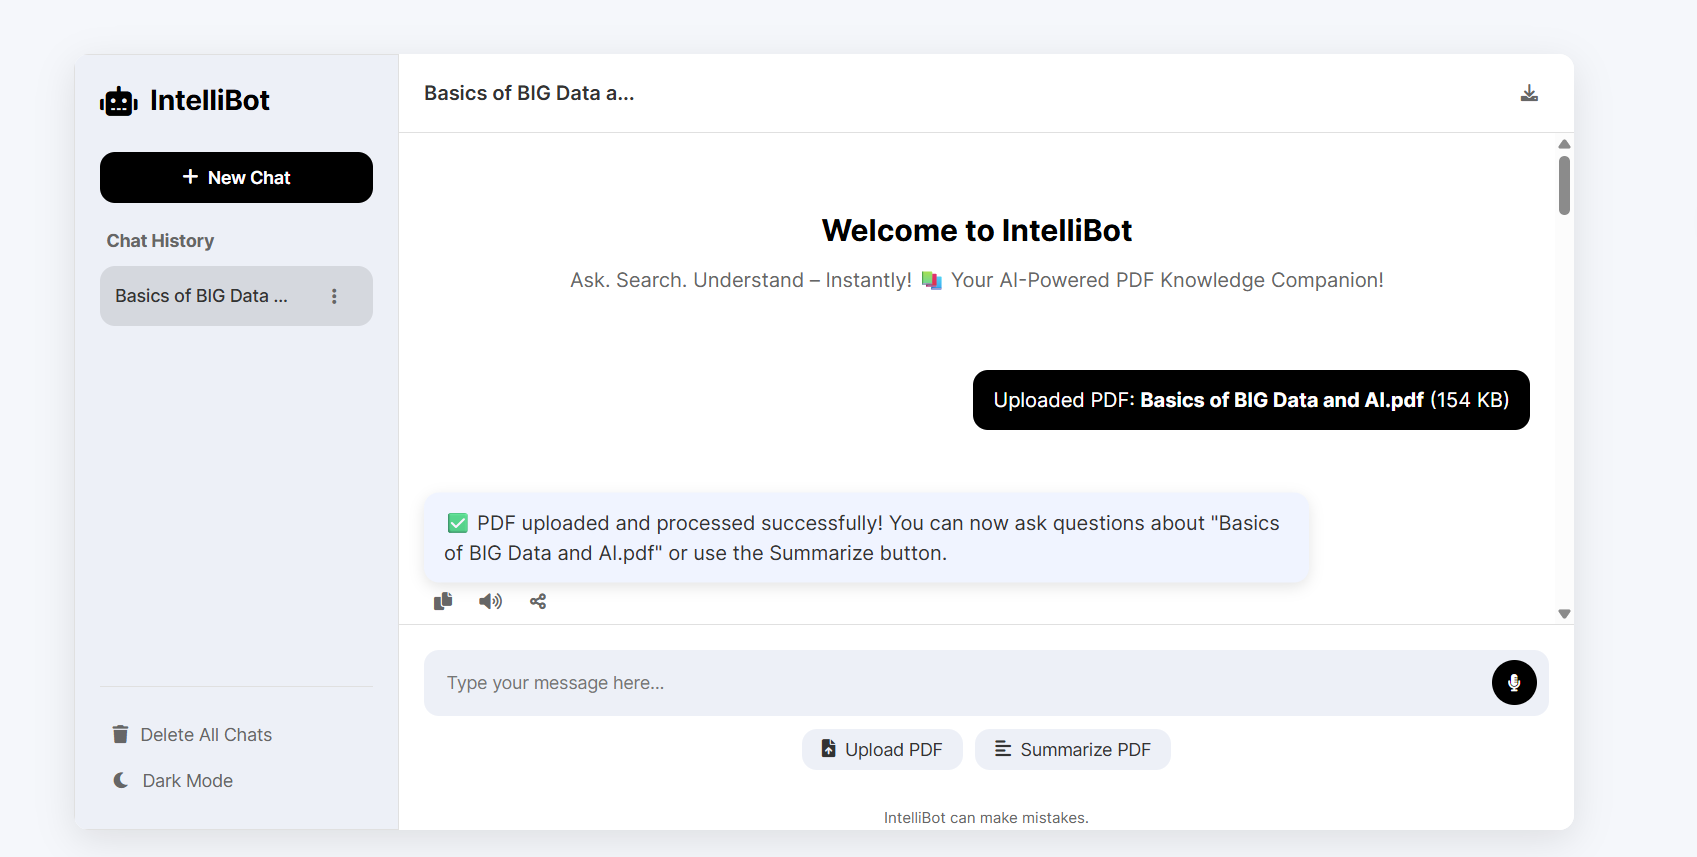 IntelliBot
+ New Chat
Chat History
Basics of BIG Data ...
Delete All Chats
Dark Mode
Basics of BIG Data a...
Welcome to IntelliBot
Ask. Search. Understand – Instantly! Your AI-Powered PDF Knowledge Companion!
Uploaded PDF: Basics of BIG Data and AI.pdf (154 KB)
✅ PDF uploaded and processed successfully! You can now ask questions about "Basics
of BIG Data and AI.pdf" or use the Summarize button.
Type your message here...
Upload PDF
Summarize PDF
IntelliBot can make mistakes.